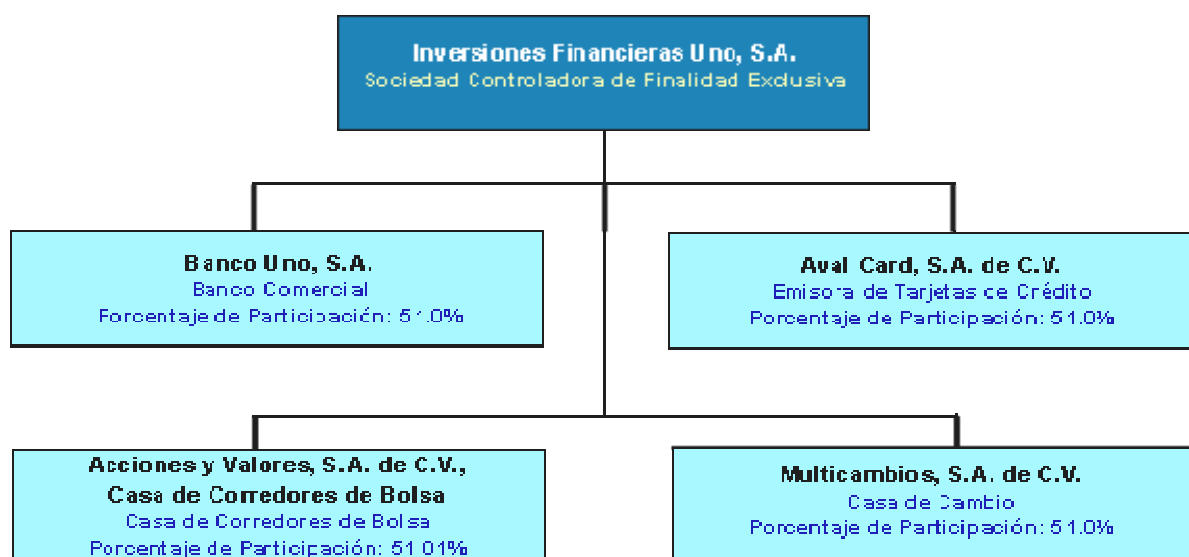 Inversiones Financieras Uno, S.A.
Sociedad Controladora de Finalidad Exclusiva
Banco Uno, S.A.
Banco Comercial
Porcentaje de Participación: 51.0%
Aval Card, S.A. de C.V.
Emisora de Tarjetas de Crédito
Porcentaje de Participación: 51.0%
Acciones y Valores, S.A. de C.V.,
Casa de Corredores de Bolsa
Casa de Corredores de Bolsa
Porcentaje de Participación: 51.01%
Multicambios, S.A. de C.V.
Casa de Cambio
Porcentaje de Participación: 51.0%